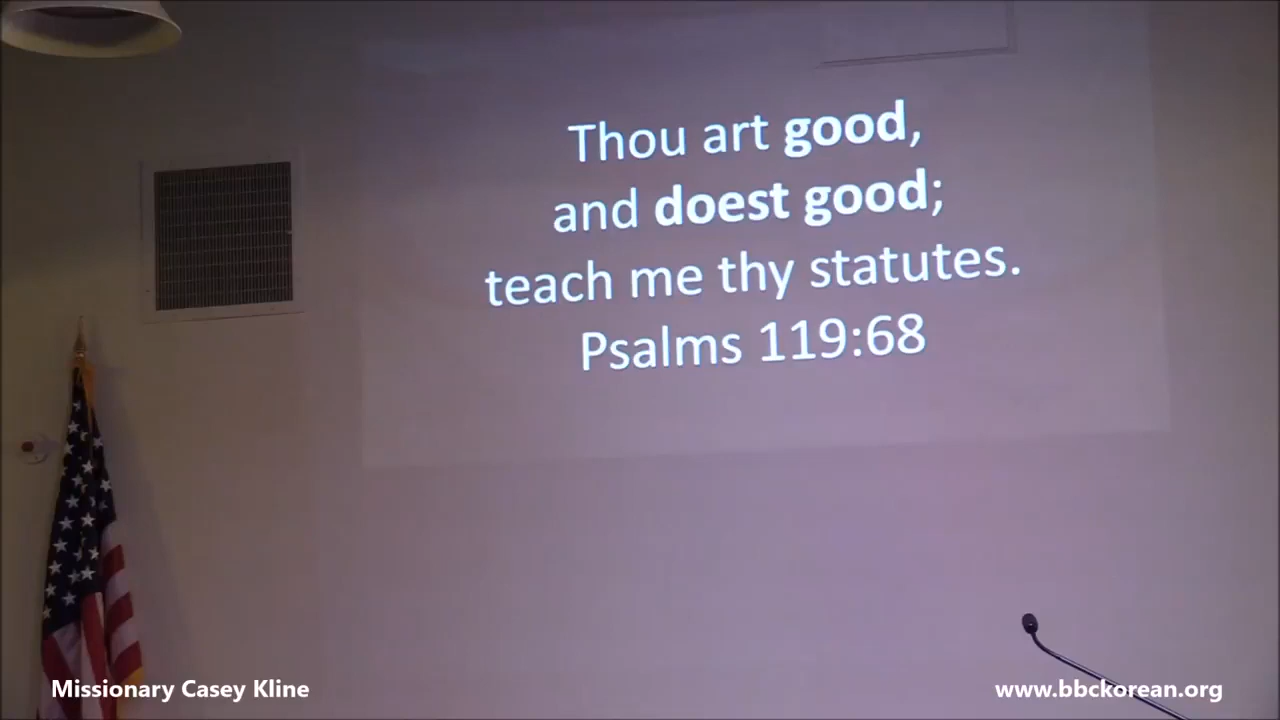 Thou art good,
and doest good;
teach me thy statutes.
Psalms 119:68
Missionary Casey Kline
www.bbckorean.org